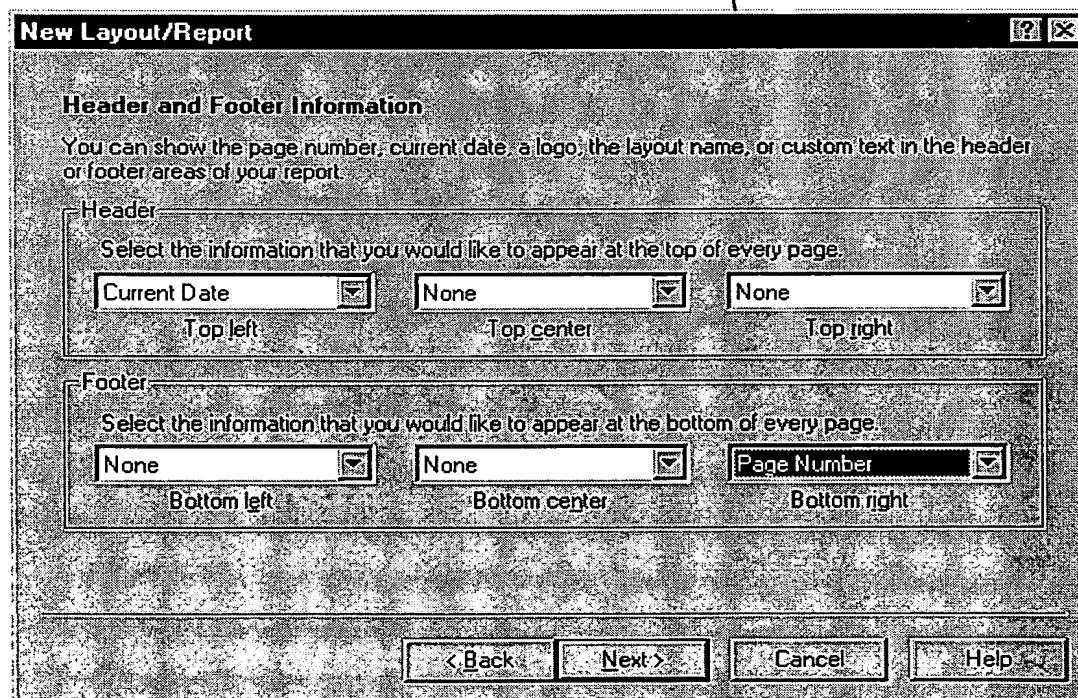 New Layout/Report
Header and Footer Information
You can show the page number, current date, a logo, the layout name, or custom text in the header
or footer areas of your report.
Header
Select the information that you would like to appear at the top of every page.
Current Date None None
Top left Top center Top right
Footer
Select the information that you would like to appear at the bottom of every page.
None None Page Number
Bottom left Bottom center Bottom right
< Back Next > Cancel Help